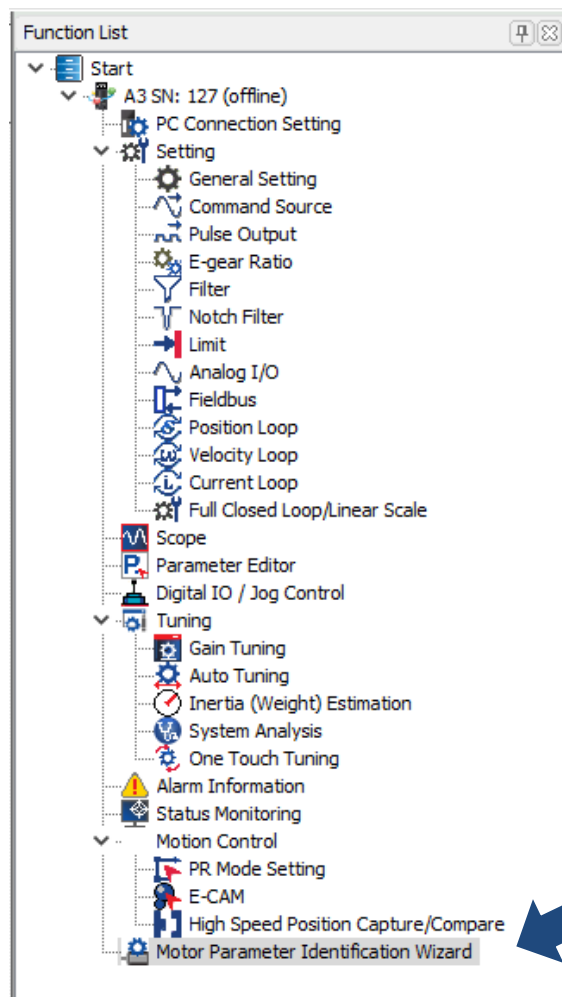 Function List
Start
A3 SN: 127 (offline)
PC Connection Setting
Setting
General Setting
Command Source
Pulse Output
E-gear Ratio
Filter
Notch Filter
Limit
Analog I/O
Fieldbus
Position Loop
Velocity Loop
Current Loop
Full Closed Loop/Linear Scale
Scope
Parameter Editor
Digital IO / Jog Control
Tuning
Gain Tuning
Auto Tuning
Inertia (Weight) Estimation
System Analysis
One Touch Tuning
Alarm Information
Status Monitoring
Motion Control
PR Mode Setting
E-CAM
High Speed Position Capture/Compare
Motor Parameter Identification Wizard